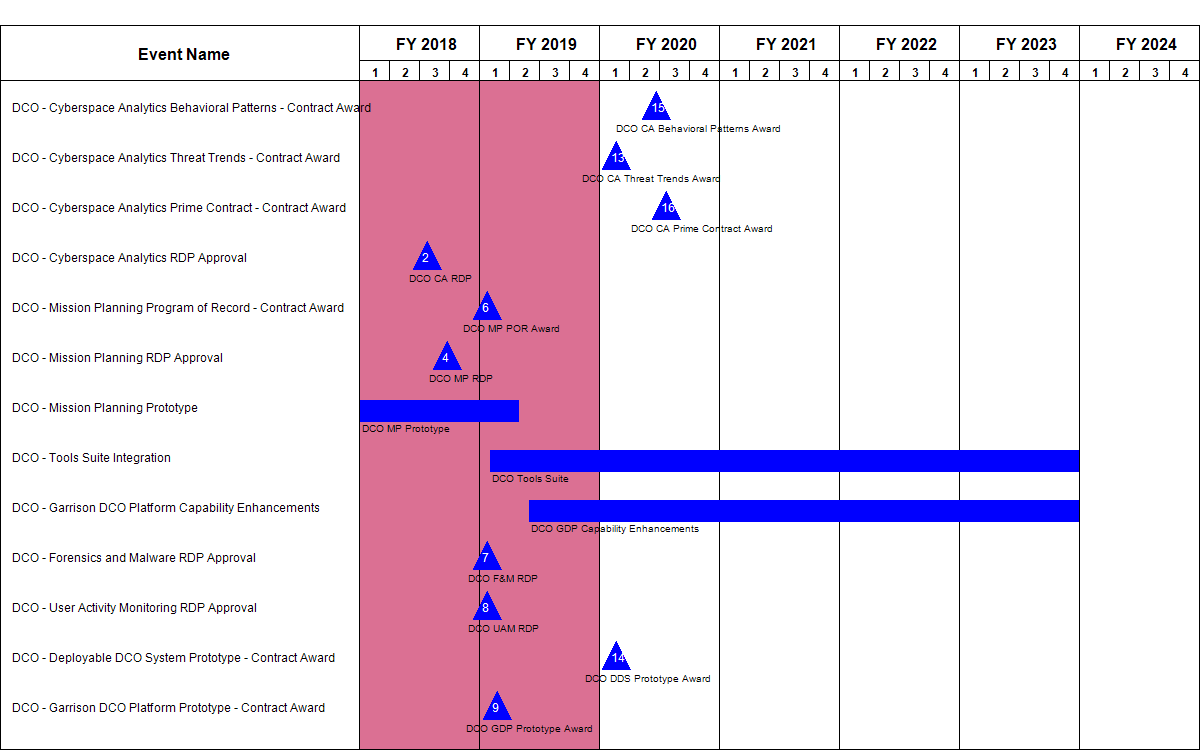 Event Name
FY 2018 FY 2019 FY 2020 FY 2021 FY 2022 FY 2023 FY 2024
1 2 3 4 1 2 3 4 1 2 3 4 1 2 3 4 1 2 3 4 1 2 3 4 1 2 3 4
DCO - Cyberspace Analytics Behavioral Patterns - Contract Award 15
DCO CA Behavioral Patterns Award
DCO - Cyberspace Analytics Threat Trends - Contract Award 13
DCO CA Threat Trends Award
DCO - Cyberspace Analytics Prime Contract - Contract Award 16
DCO CA Prime Contract Award
DCO - Cyberspace Analytics RDP Approval 2
DCO CA RDP
DCO - Mission Planning Program of Record - Contract Award 6
DCO MP POR Award
DCO - Mission Planning RDP Approval 4
DCO MP RDP
DCO - Mission Planning Prototype
DCO MP Prototype
DCO - Tools Suite Integration
DCO Tools Suite
DCO - Garrison DCO Platform Capability Enhancements
DCO GDP Capability Enhancements
DCO - Forensics and Malware RDP Approval 7
DCO F&M RDP
DCO - User Activity Monitoring RDP Approval 8
DCO UAM RDP
DCO - Deployable DCO System Prototype - Contract Award 14
DCO DDS Prototype Award
DCO - Garrison DCO Platform Prototype - Contract Award 9
DCO GDP Prototype Award